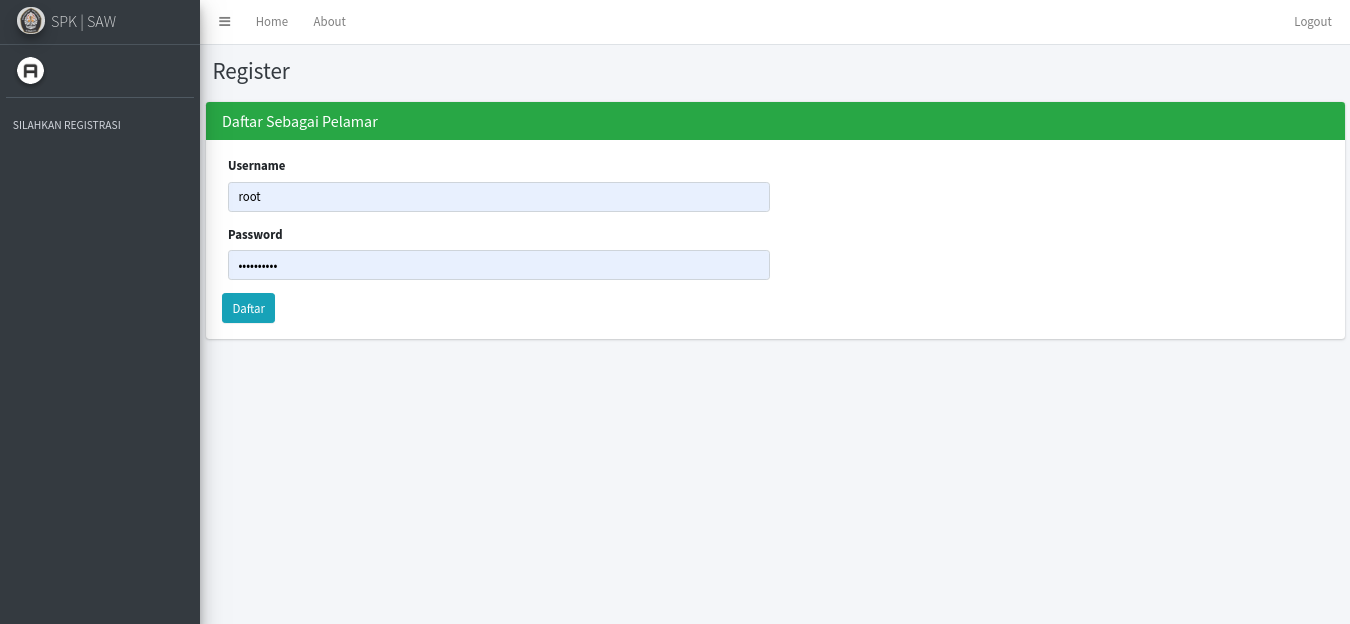 SPK | SAW
Home About Logout
SILAHKAN REGISTRASI
Register
Daftar Sebagai Pelamar
Username
root
Password
••••••••••
Daftar